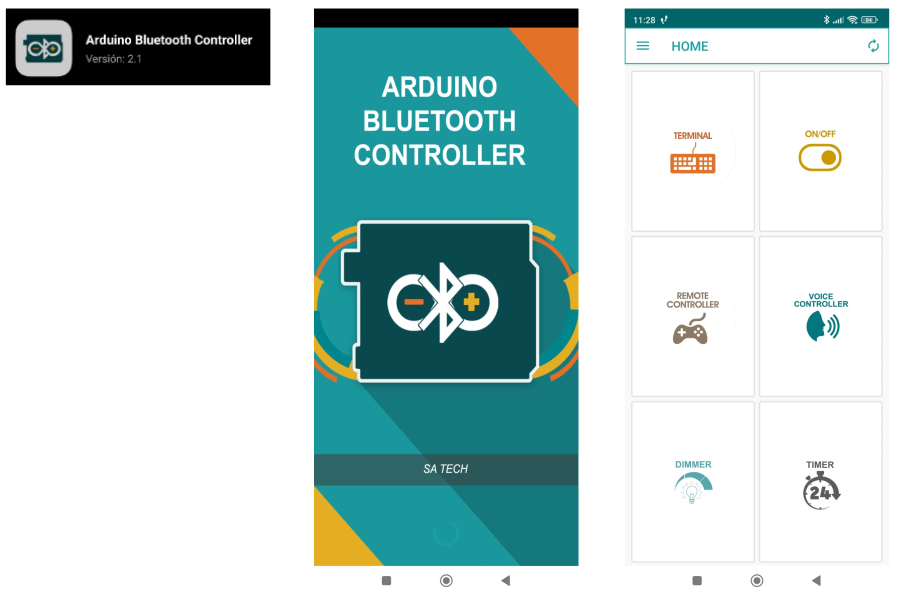 Arduino Bluetooth Controller
Versión: 2.1
ARDUINO
BLUETOOTH
CONTROLLER
SA TECH
11:28
HOME
TERMINAL
ON/OFF
REMOTE
CONTROLLER
VOICE
CONTROLLER
DIMMER
TIMER
24